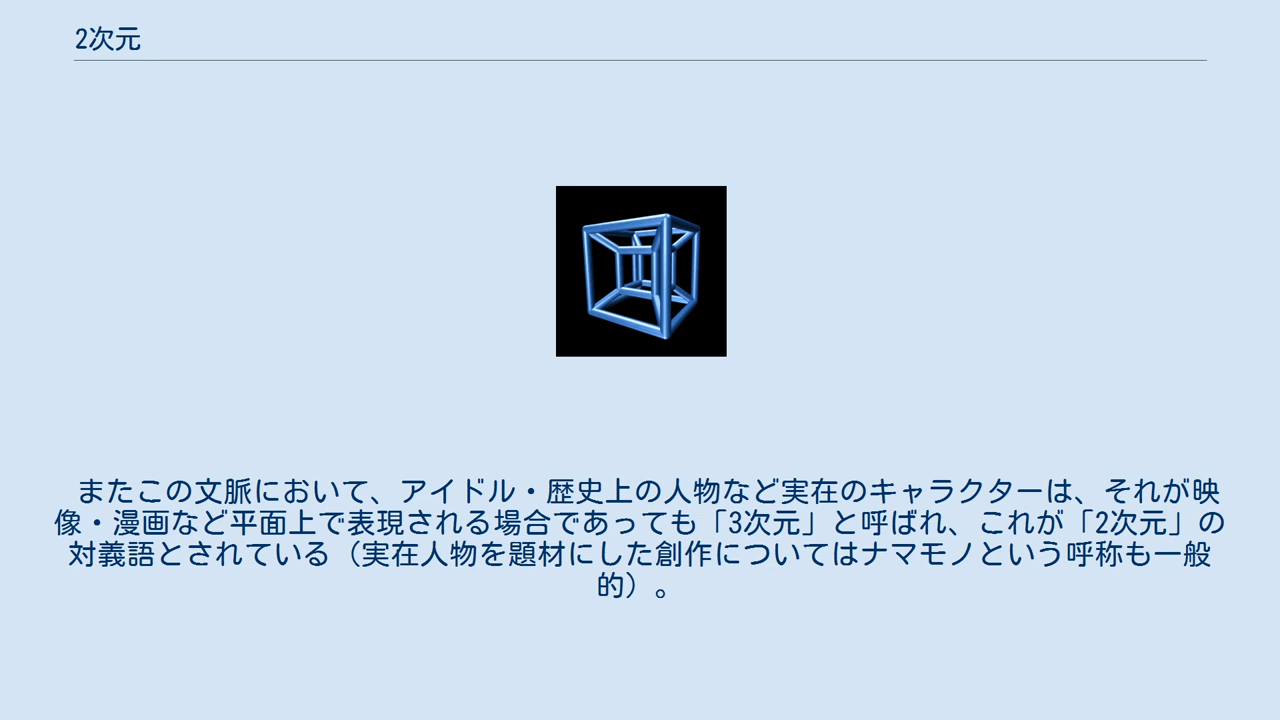 2次元
またこの文脈において、アイドル・歴史上の人物など実在のキャラクターは、それが映
像・漫画など平面上で表現される場合であっても「3次元」と呼ばれ、これが「2次元」の
対義語とされている（実在人物を題材にした創作についてはナマモノという呼称も一般
的）。